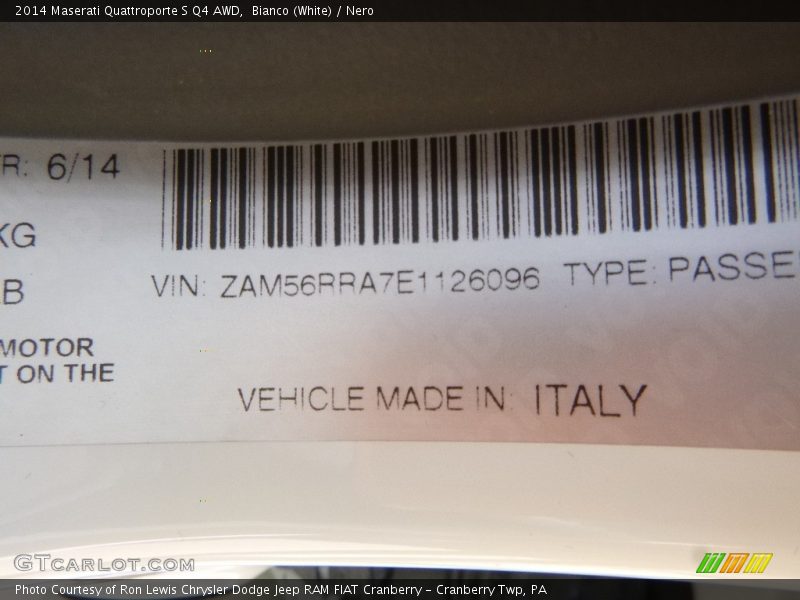 2014 Maserati Quattroporte S Q4 AWD, Bianco (White) / Nero
R: 6/14
KG
VIN: ZAM56RRA7E1126096 TYPE: PASSE
LB
MOTOR
T ON THE
VEHICLE MADE IN: ITALY
GTCARLOT.COM
Photo Courtesy of Ron Lewis Chrysler Dodge Jeep RAM FIAT Cranberry – Cranberry Twp, PA